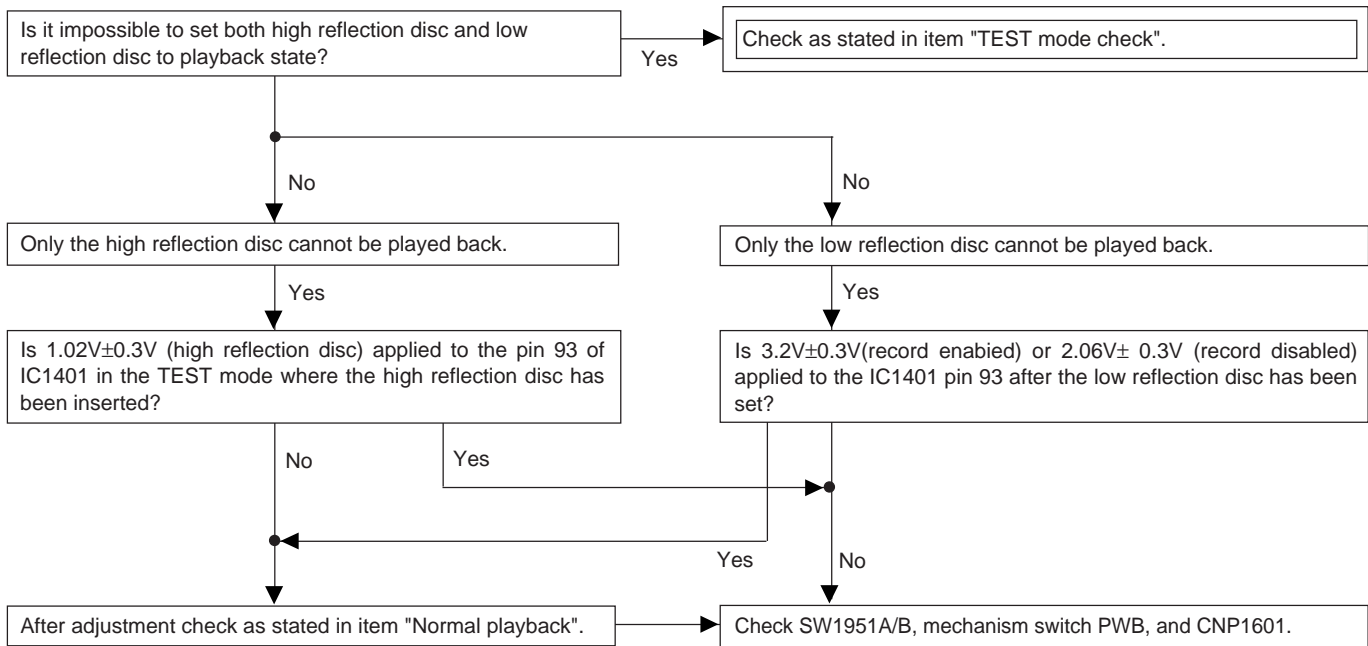 Is it impossible to set both high reflection disc and low
reflection disc to playback state?
Yes
Check as stated in item "TEST mode check".
No
No
Only the high reflection disc cannot be played back.
Only the low reflection disc cannot be played back.
Yes
Yes
Is 1.02V±0.3V (high reflection disc) applied to the pin 93 of
IC1401 in the TEST mode where the high reflection disc has
been inserted?
Is 3.2V±0.3V(record enabied) or 2.06V± 0.3V (record disabled)
applied to the IC1401 pin 93 after the low reflection disc has been
set?
No
Yes
Yes
No
After adjustment check as stated in item "Normal playback".
Check SW1951A/B, mechanism switch PWB, and CNP1601.